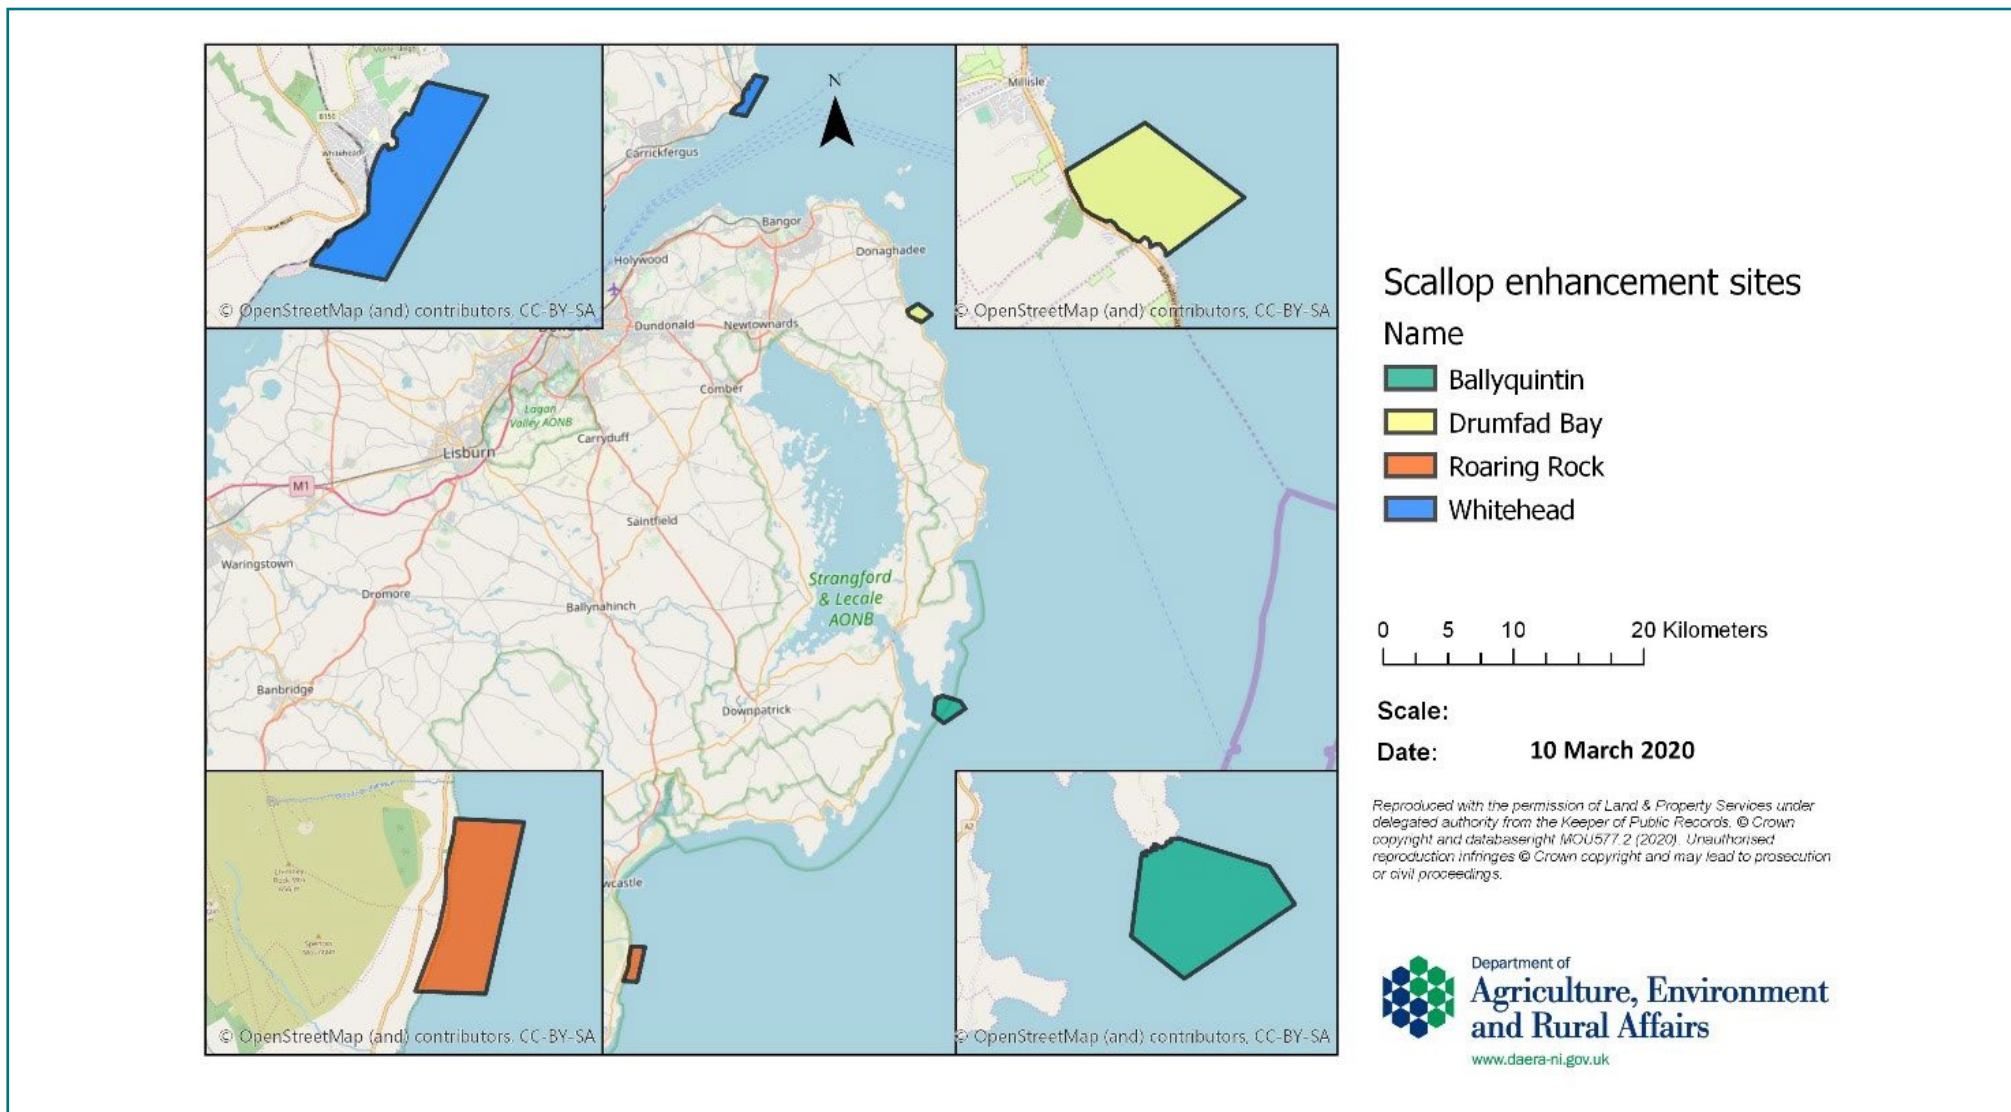 Millisle
B150
Whitehead
© OpenStreetMap (and) contributors, CC-BY-SA
N
Carrickfergus
Bangor
Donaghadee
Holywood
Dundonald
Newtownards
Comber
Lagan
Valley AONB
Carryduff
Lisburn
M1
Saintfield
Waringstown
Dromore
Ballynahinch
Strangford
& Lecale
AONB
Banbridge
Downpatrick
wcastle
© OpenStreetMap (and) contributors, CC-BY-SA
Spences
Mountain
© OpenStreetMap (and) contributors, CC-BY-SA
A2
© OpenStreetMap (and) contributors, CC-BY-SA
Scallop enhancement sites
Name
Ballyquintin
Drumfad Bay
Roaring Rock
Whitehead
0 5 10 20 Kilometers
Scale:
Date: 10 March 2020
Reproduced with the permission of Land & Property Services under
delegated authority from the Keeper of Public Records. © Crown
copyright and databaseright MOU577.2 (2020). Unauthorised
reproduction infringes © Crown copyright and may lead to prosecution
or civil proceedings.
Department of
Agriculture, Environment
and Rural Affairs
www.daera-ni.gov.uk